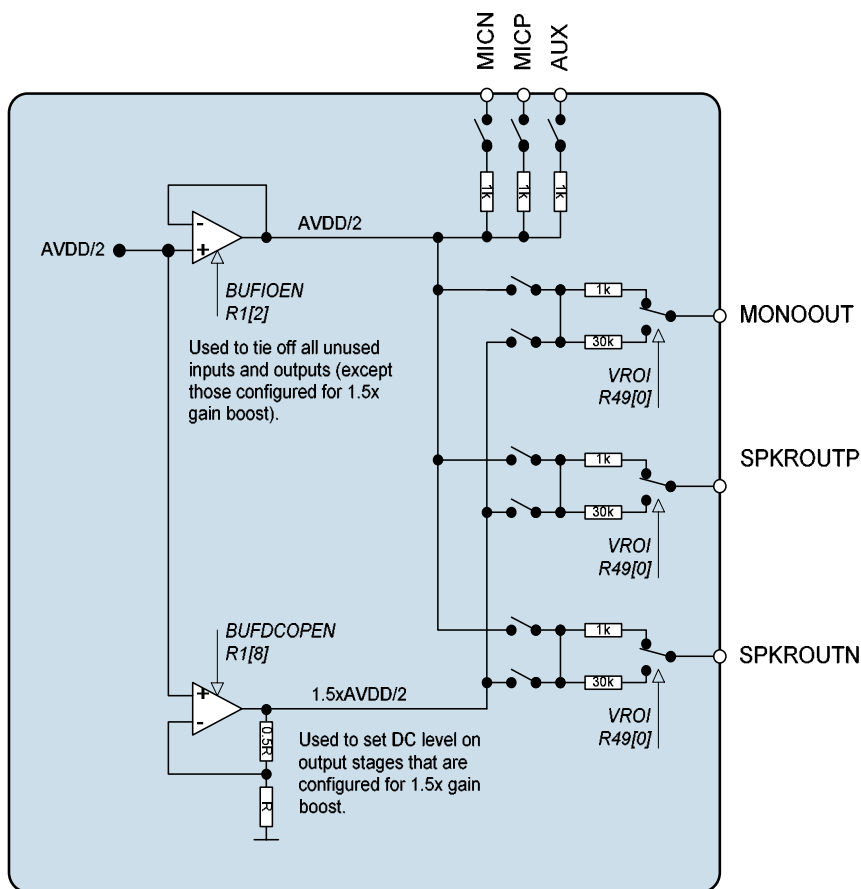 MICN
MICP
AUX
1k
1k
1k
AVDD/2
-
+
AVDD/2
BUFIOEN
R1[2]
Used to tie off all unused
inputs and outputs (except
those configured for 1.5x
gain boost).
1k
30k
MONOOUT
VROI
R49[0]
1k
30k
SPKROUTP
VROI
R49[0]
BUFDCOPEN
R1[8]
+
-
1.5xAVDD/2
0.5R
R
Used to set DC level on
output stages that are
configured for 1.5x gain
boost.
1k
30k
SPKROUTN
VROI
R49[0]